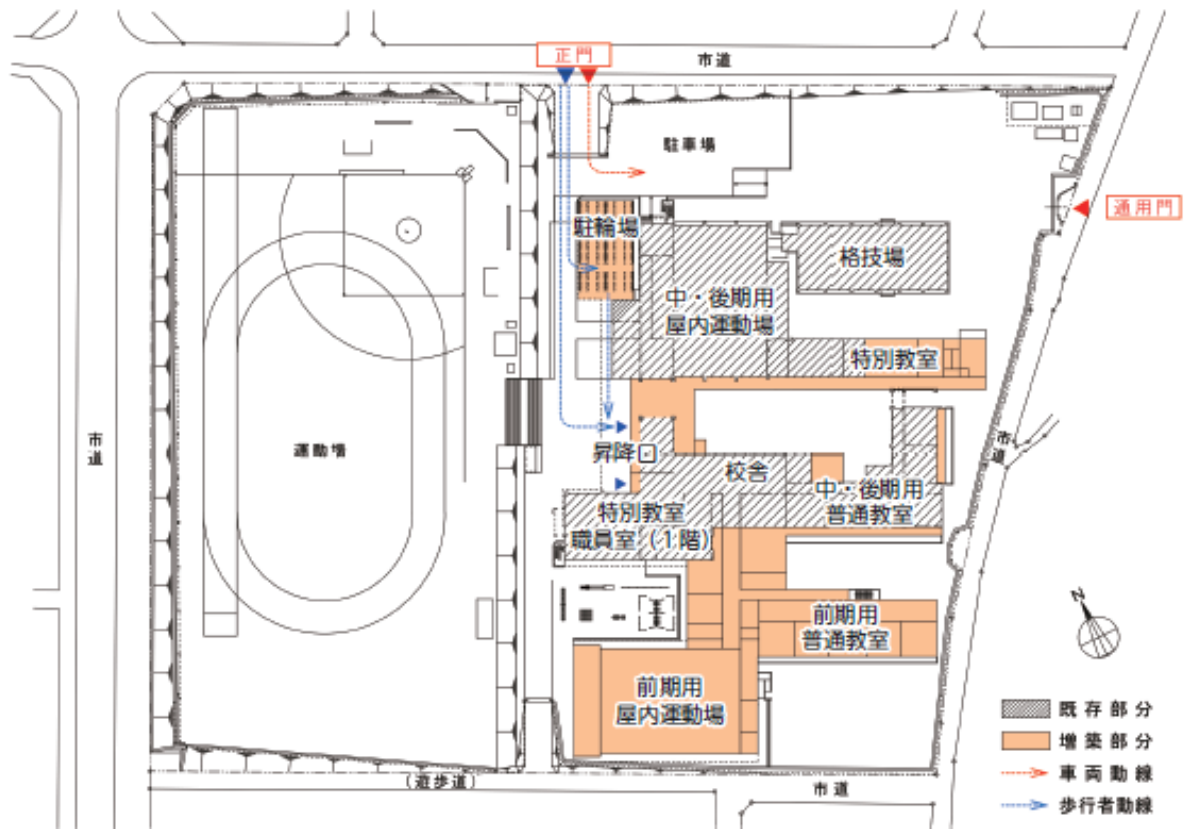 正門
市道
駐車場
通用門
駐輪場
格技場
中・後期用
屋内運動場
特別教室
市道
運動場
昇降口
校舎
市道
中・後期用
普通教室
特別教室
職員室（1階）
N
前期用
普通教室
前期用
屋内運動場
既存部分
増築部分
車両動線
歩行者動線
（遊歩道）
市道